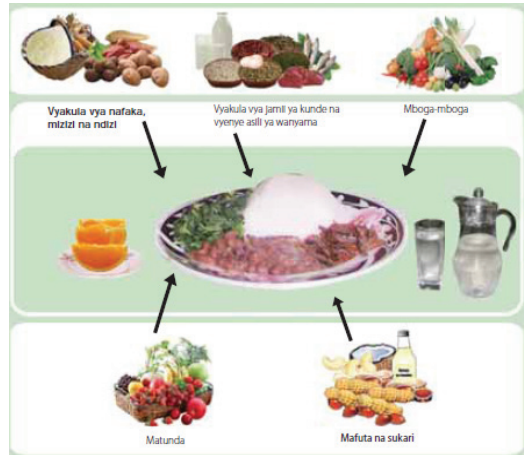 Vyakula vya nafaka,
mizizi na ndizi
Vyakula vya jamii ya kunde na
vyenye asili ya wanyama
Mboga-mboga
Matunda
Mafuta na sukari